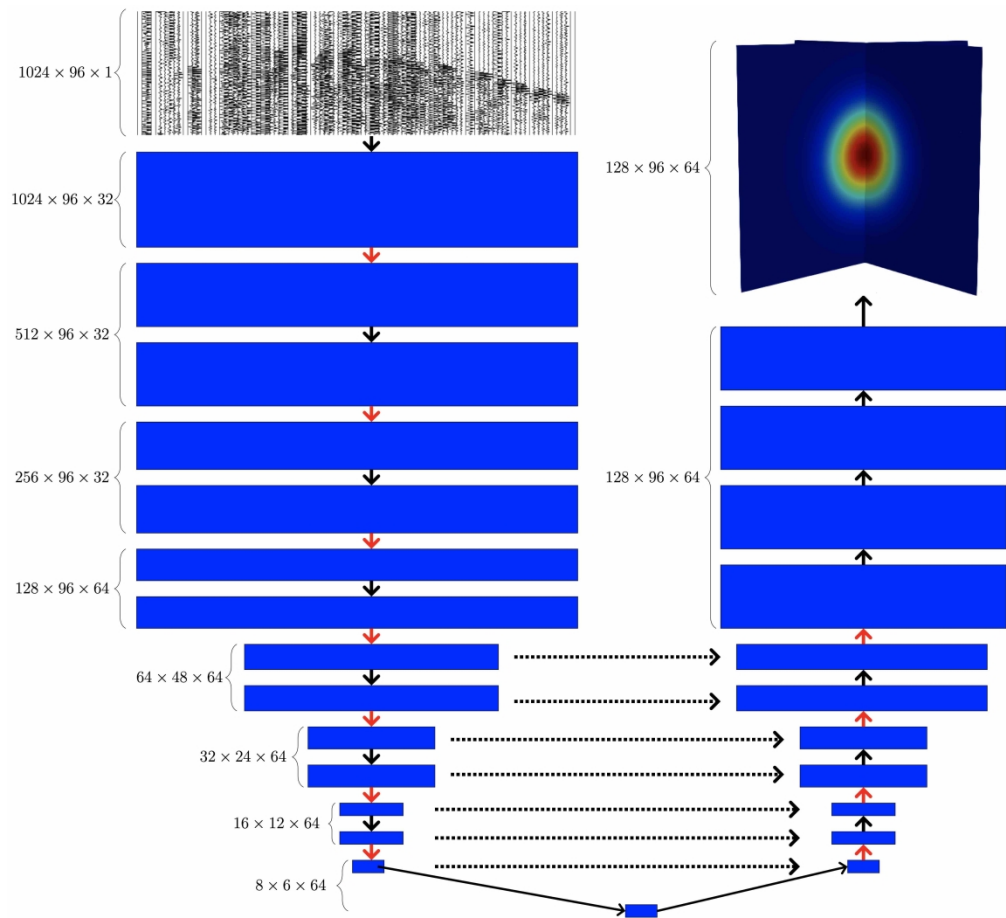 1024 × 96 × 1
1024 × 96 × 32
512 × 96 × 32
256 × 96 × 32
128 × 96 × 64
64 × 48 × 64
32 × 24 × 64
16 × 12 × 64
8 × 6 × 64
128 × 96 × 64
128 × 96 × 64